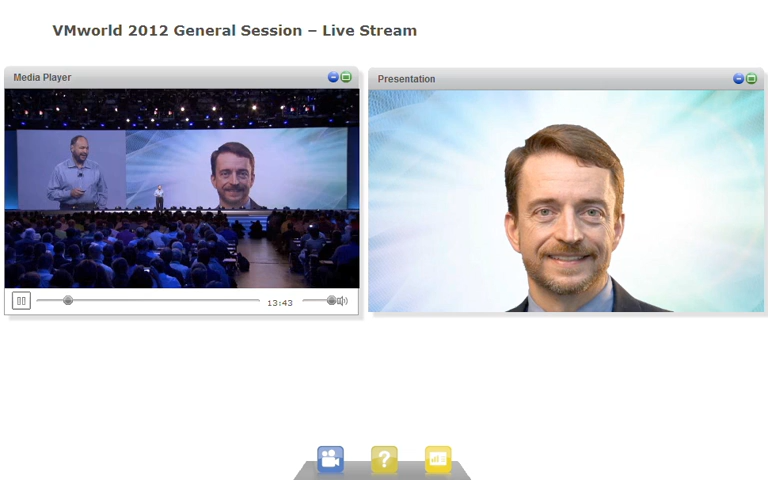 VMworld 2012 General Session – Live Stream
Media Player
Presentation
13:43
?